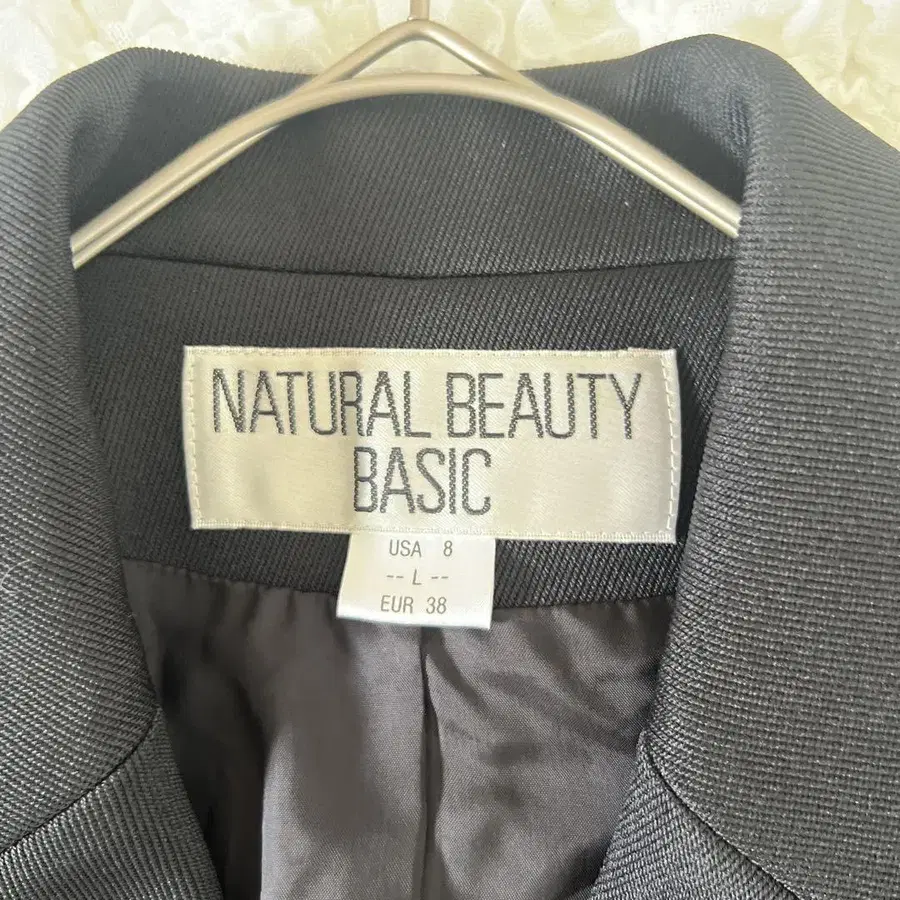 NATURAL BEAUTY
BASIC
USA 8
-- L --
EUR 38